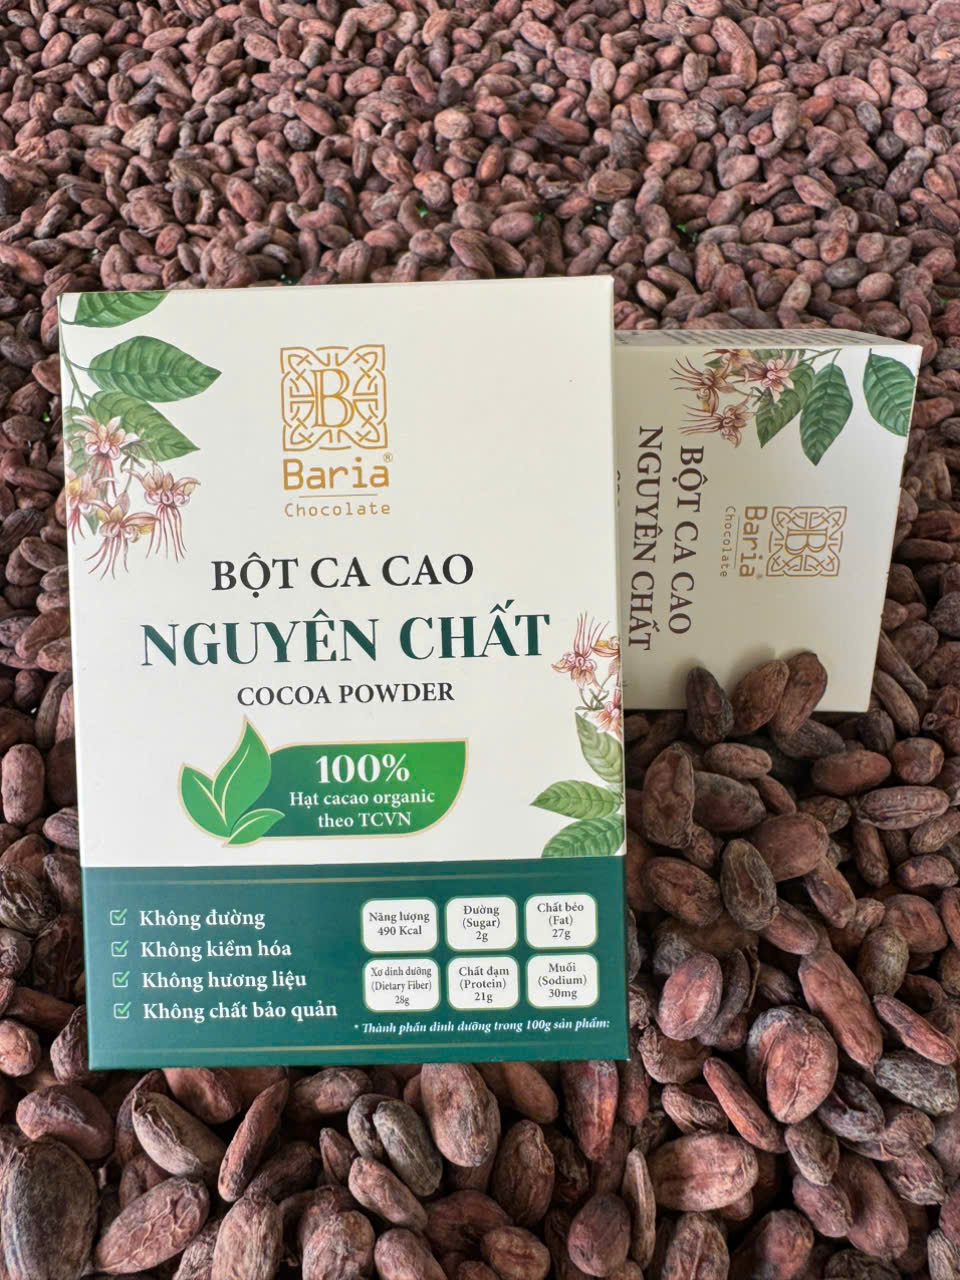 Baria®
Chocolate
BỘT CA CAO
NGUYÊN CHẤT
COCOA POWDER
100%
Hạt cacao organic
theo TCVN
Không đường
Không kiềm hóa
Không hương liệu
Không chất bảo quản
Năng lượng
490 Kcal
Đường
(Sugar)
2g
Chất béo
(Fat)
27g
Xơ dinh dưỡng
(Dietary Fiber)
28g
Chất đạm
(Protein)
21g
Muối
(Sodium)
30mg
* Thành phần dinh dưỡng trong 100g sản phẩm:
Baria®
Chocolate
BỘT CA CAO
NGUYÊN CHẤT